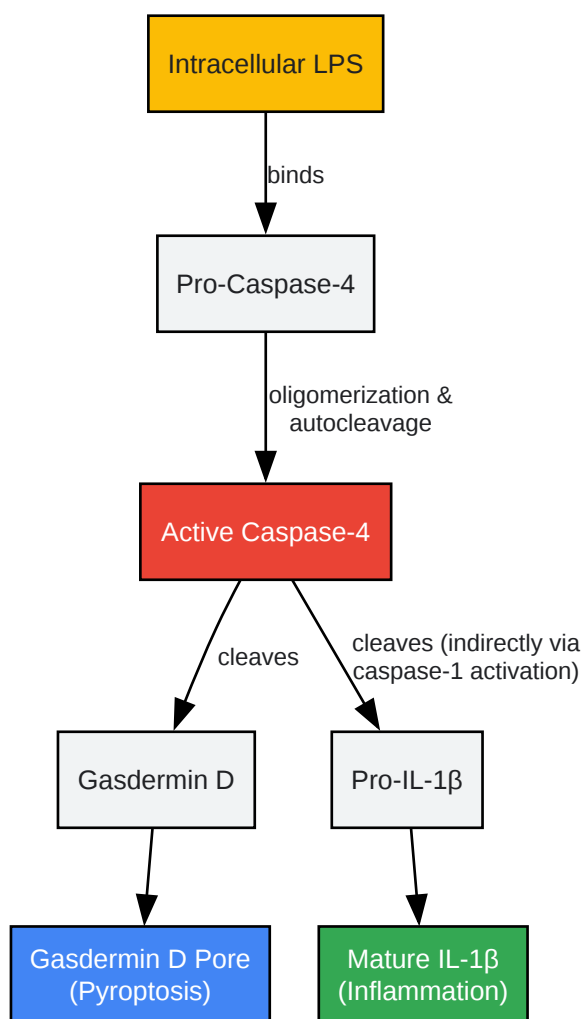 Intracellular LPS
binds
Pro-Caspase-4
oligomerization &
autocleavage
Active Caspase-4
cleaves
cleaves (indirectly via
caspase-1 activation)
Gasdermin D
Pro-IL-1β
Gasdermin D Pore
(Pyroptosis)
Mature IL-1β
(Inflammation)